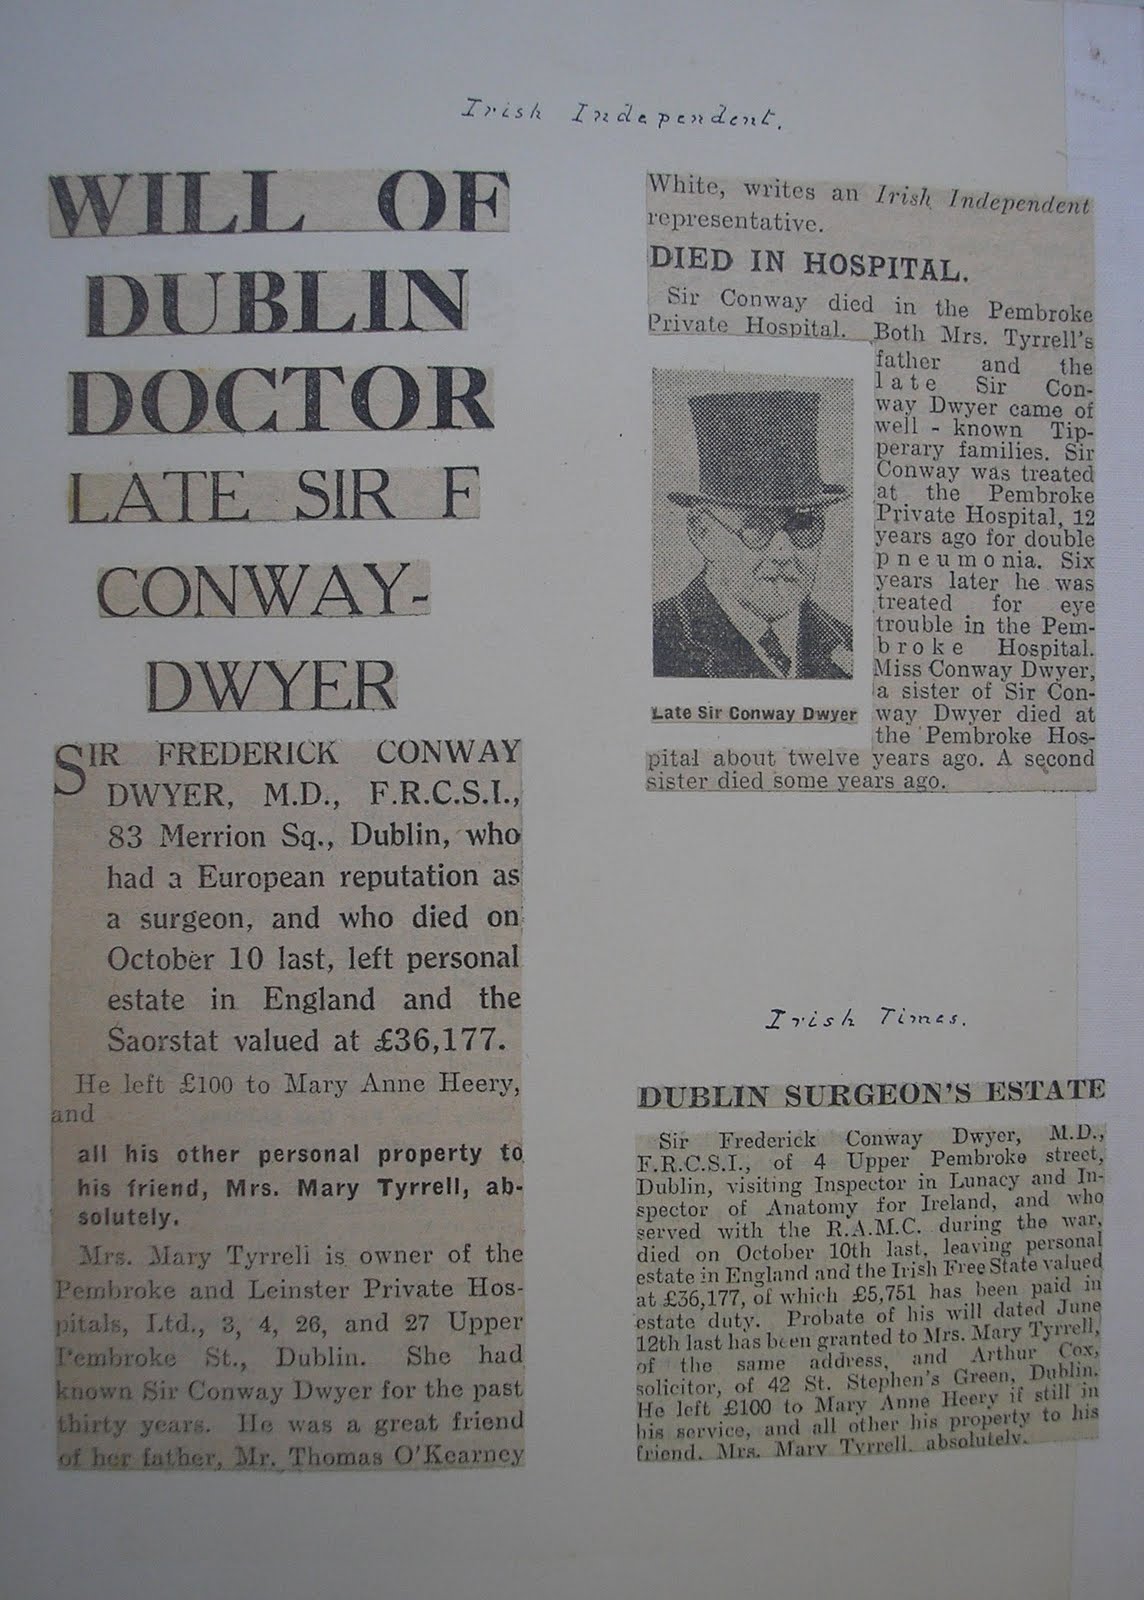 Irish Independent.
WILL OF
DUBLIN
DOCTOR
LATE SIR F
CONWAY-
DWYER
SIR FREDERICK CONWAY
DWYER, M.D., F.R.C.S.I.,
83 Merrion Sq., Dublin, who
had a European reputation as
a surgeon, and who died on
October 10 last, left personal
estate in England and the
Saorstat valued at £36,177.
He left £100 to Mary Anne Heery,
and
all his other personal property to
his friend, Mrs. Mary Tyrrell, ab-
solutely.
Mrs. Mary Tyrrell is owner of the
Pembroke and Leinster Private Hos-
pitals, Ltd., 3, 4, 26, and 27 Upper
Pembroke St., Dublin. She had
known Sir Conway Dwyer for the past
thirty years. He was a great friend
of her father, Mr. Thomas O'Kearney
White, writes an Irish Independent
representative.
DIED IN HOSPITAL.
Sir Conway died in the Pembroke
Private Hospital. Both Mrs. Tyrrell's
father and the
late Sir Con-
way Dwyer came of
well-known Tip-
perary families. Sir
Conway was treated
at the Pembroke
Private Hospital, 12
years ago for double
pneumonia. Six
years later he was
treated for eye
trouble in the Pem-
broke Hospital.
Miss Conway Dwyer,
a sister of Sir Con-
way Dwyer died at
the Pembroke Hos-
pital about twelve years ago. A second
sister died some years ago.
Late Sir Conway Dwyer
Irish Times.
DUBLIN SURGEON'S ESTATE
Sir Frederick Conway Dwyer, M.D.,
F.R.C.S.I., of 4 Upper Pembroke street,
Dublin, visiting Inspector in Lunacy and In-
spector of Anatomy for Ireland, and who
served with the R.A.M.C. during the war,
died on October 10th last, leaving personal
estate in England and the Irish Free State valued
at £36,177, of which £5,751 has been paid in
estate duty. Probate of his will dated June
12th last has been granted to Mrs. Mary Tyrrell,
of the same address, and Arthur Cox,
solicitor, of 42 St. Stephen's Green, Dublin.
He left £100 to Mary Anne Heery if still in
his service, and all other his property to his
friend, Mrs. Mary Tyrrell, absolutely.